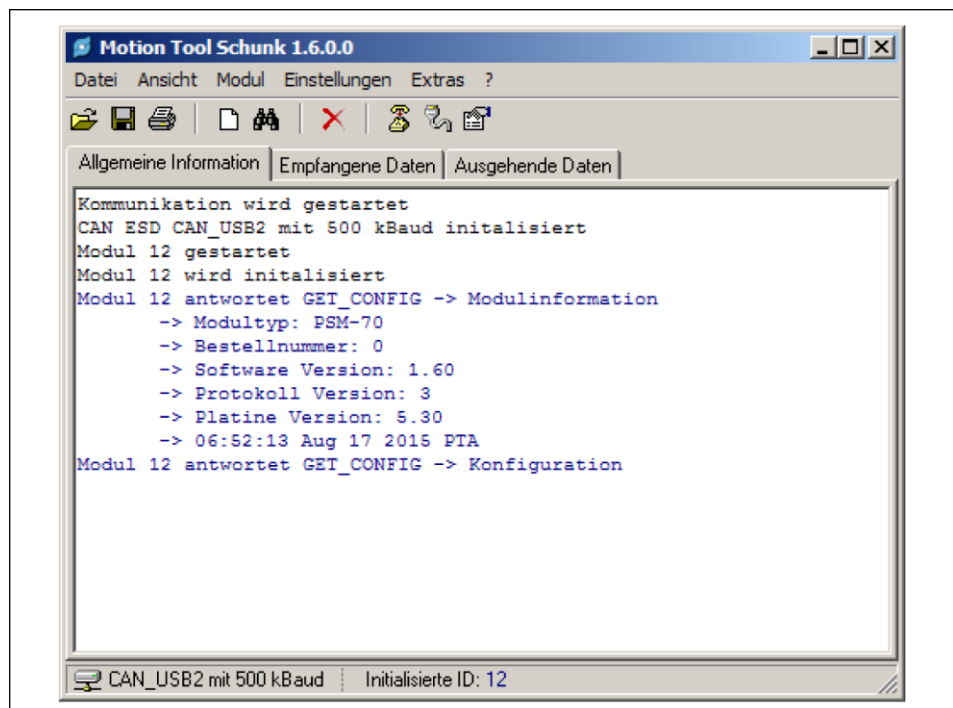 Motion Tool Schunk 1.6.0.0
Datei Ansicht Modul Einstellungen Extras ?
Allgemeine Information Empfangene Daten Ausgehende Daten
Kommunikation wird gestartet
CAN ESD CAN_USB2 mit 500 kBaud initalisiert
Modul 12 gestartet
Modul 12 wird initalisiert
Modul 12 antwortet GET_CONFIG -> Modulinformation
-> Modultyp: PSM-70
-> Bestellnummer: 0
-> Software Version: 1.60
-> Protokoll Version: 3
-> Platine Version: 5.30
-> 06:52:13 Aug 17 2015 PTA
Modul 12 antwortet GET_CONFIG -> Konfiguration
CAN_USB2 mit 500 kBaud Initialisierte ID: 12